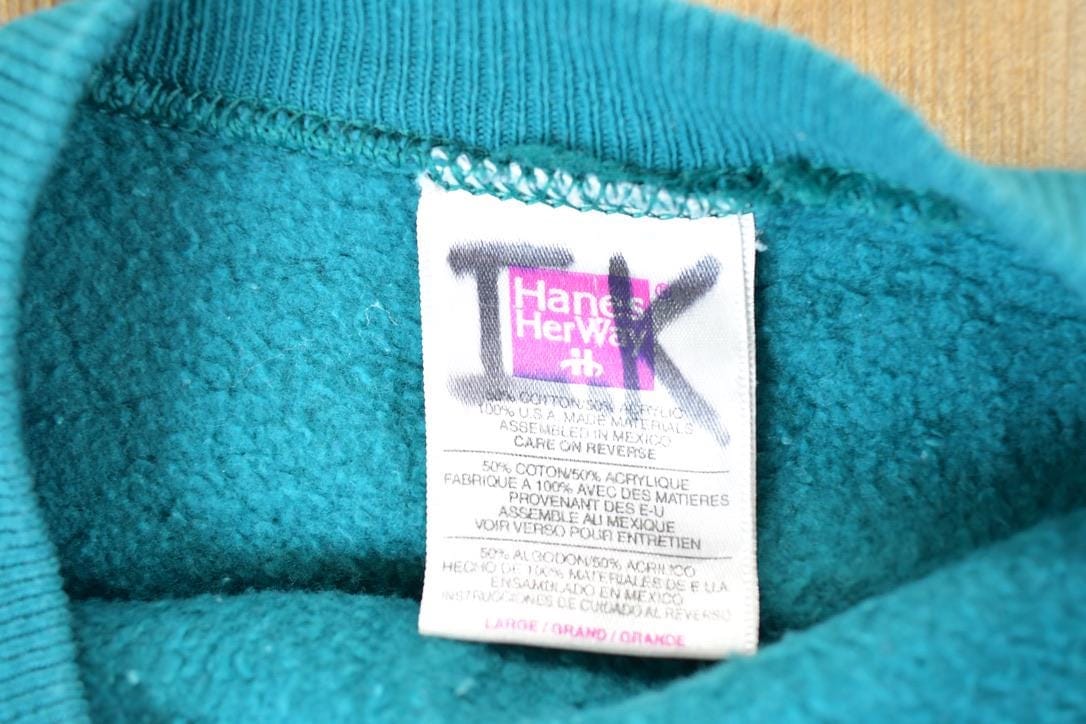 IK
Hanes
HerWay
®
50% COTTON/50% ACRYLIC
100% U.S.A. MADE MATERIALS
ASSEMBLED IN MEXICO
CARE ON REVERSE
50% COTON/50% ACRYLIQUE
FABRIQUE A 100% AVEC DES MATIERES
PROVENANT DES E-U
ASSEMBLE AU MEXIQUE
VOIR VERSO POUR ENTRETIEN
50% ALGODON/50% ACRILICO
HECHO DE 100% MATERIALES DE E.U.A.
ENSAMBLADO EN MEXICO
INSTRUCCIONES DE CUIDADO AL REVERSO
LARGE / GRAND / GRANDE